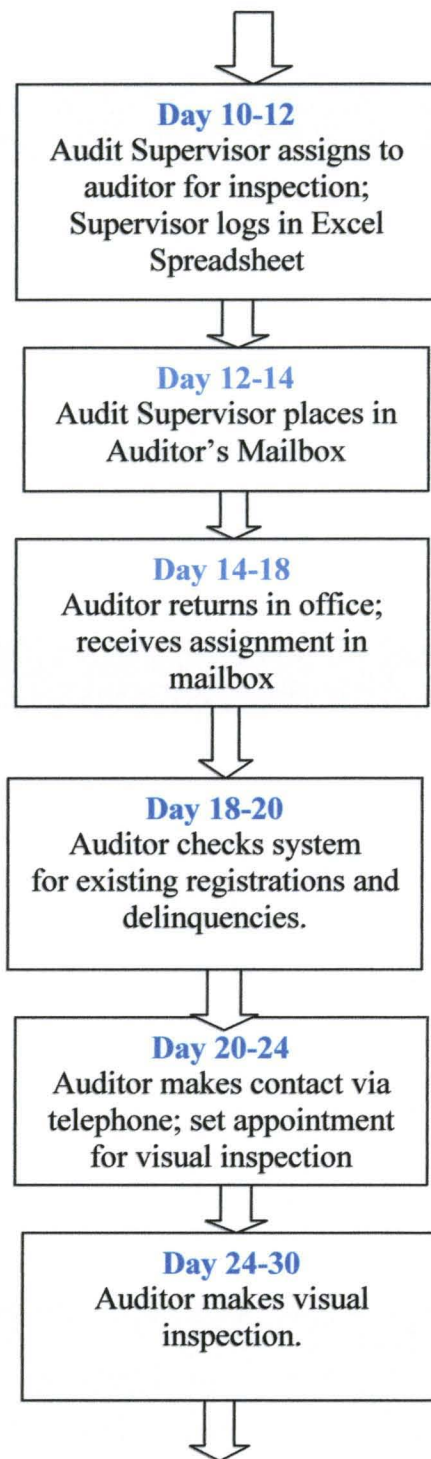 Day 10-12
Audit Supervisor assigns to
auditor for inspection;
Supervisor logs in Excel
Spreadsheet
Day 12-14
Audit Supervisor places in
Auditor’s Mailbox
Day 14-18
Auditor returns in office;
receives assignment in
mailbox
Day 18-20
Auditor checks system
for existing registrations and
delinquencies.
Day 20-24
Auditor makes contact via
telephone; set appointment
for visual inspection
Day 24-30
Auditor makes visual
inspection.